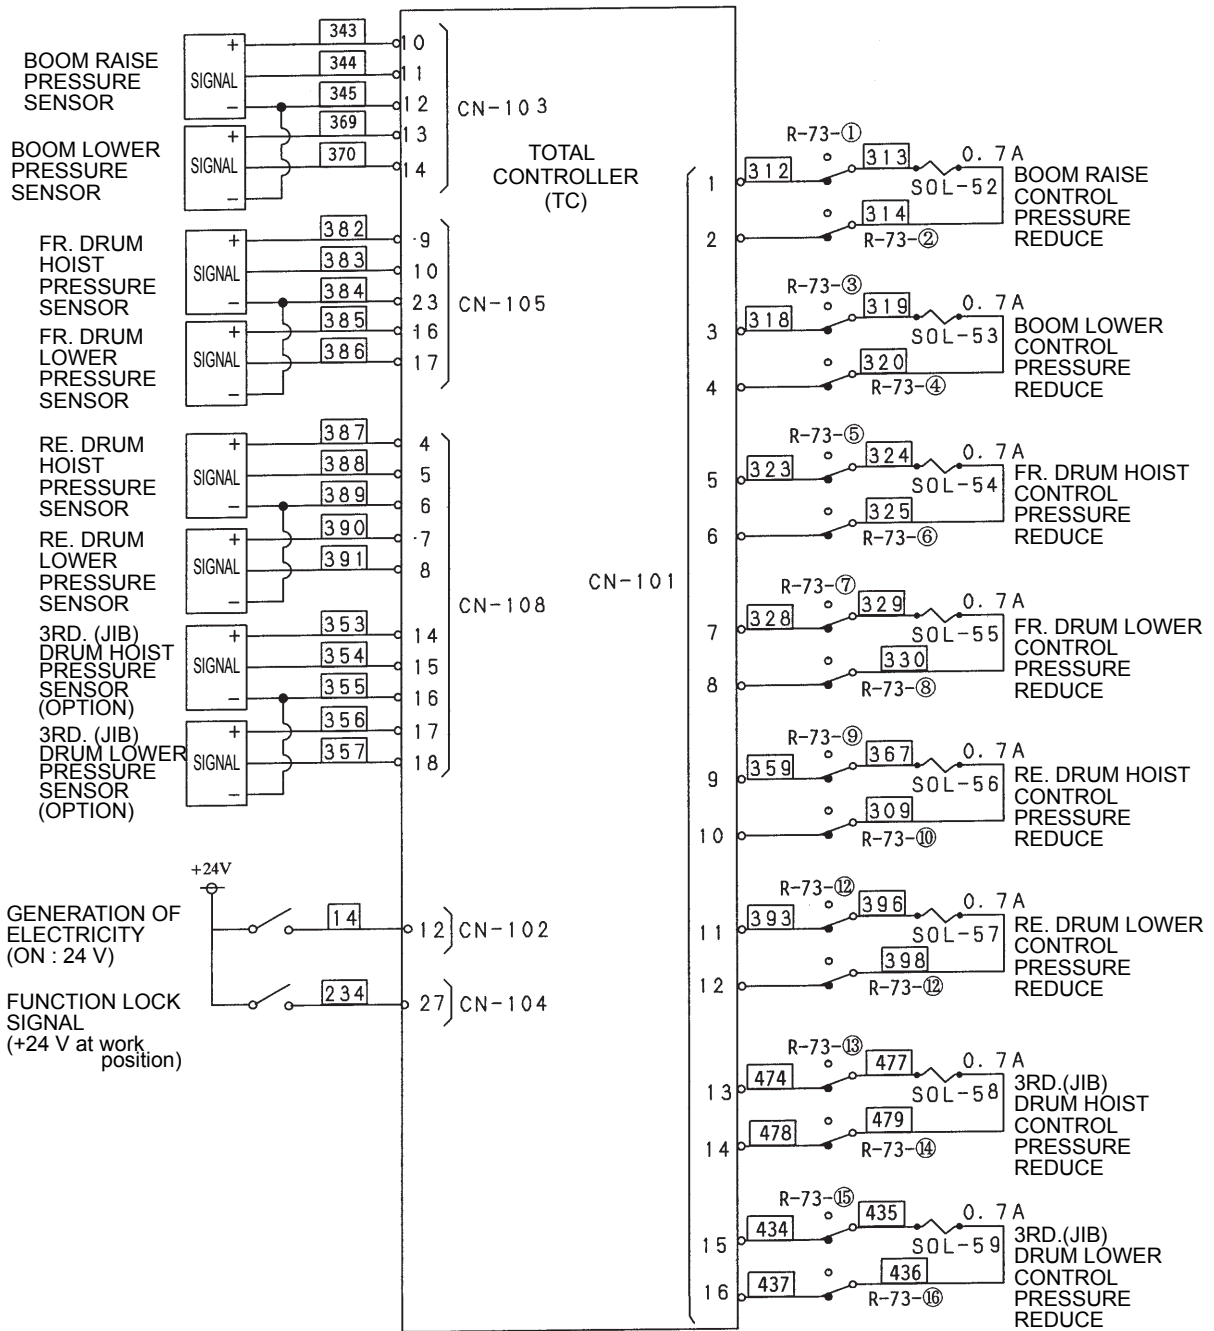 BOOM RAISE
PRESSURE
SENSOR
+
SIGNAL
−
343
10
344
11
345
12
CN-103
BOOM LOWER
PRESSURE
SENSOR
+
SIGNAL
−
369
13
370
14
FR. DRUM
HOIST
PRESSURE
SENSOR
+
SIGNAL
−
382
9
383
10
384
23
CN-105
FR. DRUM
LOWER
PRESSURE
SENSOR
+
SIGNAL
−
385
16
386
17
RE. DRUM
HOIST
PRESSURE
SENSOR
+
SIGNAL
−
387
4
388
5
389
6
RE. DRUM
LOWER
PRESSURE
SENSOR
+
SIGNAL
−
390
7
391
8
CN-108
3RD. (JIB)
DRUM HOIST
PRESSURE
SENSOR
(OPTION)
+
SIGNAL
−
353
14
354
15
355
16
3RD. (JIB)
DRUM LOWER
PRESSURE
SENSOR
(OPTION)
+
SIGNAL
−
356
17
357
18
+24V
GENERATION OF
ELECTRICITY
(ON : 24 V)
14
12
CN-102
FUNCTION LOCK
SIGNAL
(+24 V at work
position)
234
27
CN-104
TOTAL
CONTROLLER
(TC)
CN-101
R-73-①
1
312
313
0.7A
SOL-52
2
314
R-73-②
BOOM RAISE
CONTROL
PRESSURE
REDUCE
R-73-③
3
318
319
0.7A
SOL-53
4
320
R-73-④
BOOM LOWER
CONTROL
PRESSURE
REDUCE
R-73-⑤
5
323
324
0.7A
SOL-54
6
325
R-73-⑥
FR. DRUM HOIST
CONTROL
PRESSURE
REDUCE
R-73-⑦
7
328
329
0.7A
SOL-55
8
330
R-73-⑧
FR. DRUM LOWER
CONTROL
PRESSURE
REDUCE
R-73-⑨
9
359
367
0.7A
SOL-56
10
309
R-73-⑩
RE. DRUM HOIST
CONTROL
PRESSURE
REDUCE
R-73-⑫
11
393
396
0.7A
SOL-57
12
398
R-73-⑫
RE. DRUM LOWER
CONTROL
PRESSURE
REDUCE
R-73-⑬
13
474
477
0.7A
SOL-58
14
478
479
R-73-⑭
3RD.(JIB)
DRUM HOIST
CONTROL
PRESSURE
REDUCE
R-73-⑮
15
434
435
0.7A
SOL-59
16
437
436
R-73-⑯
3RD.(JIB)
DRUM LOWER
CONTROL
PRESSURE
REDUCE